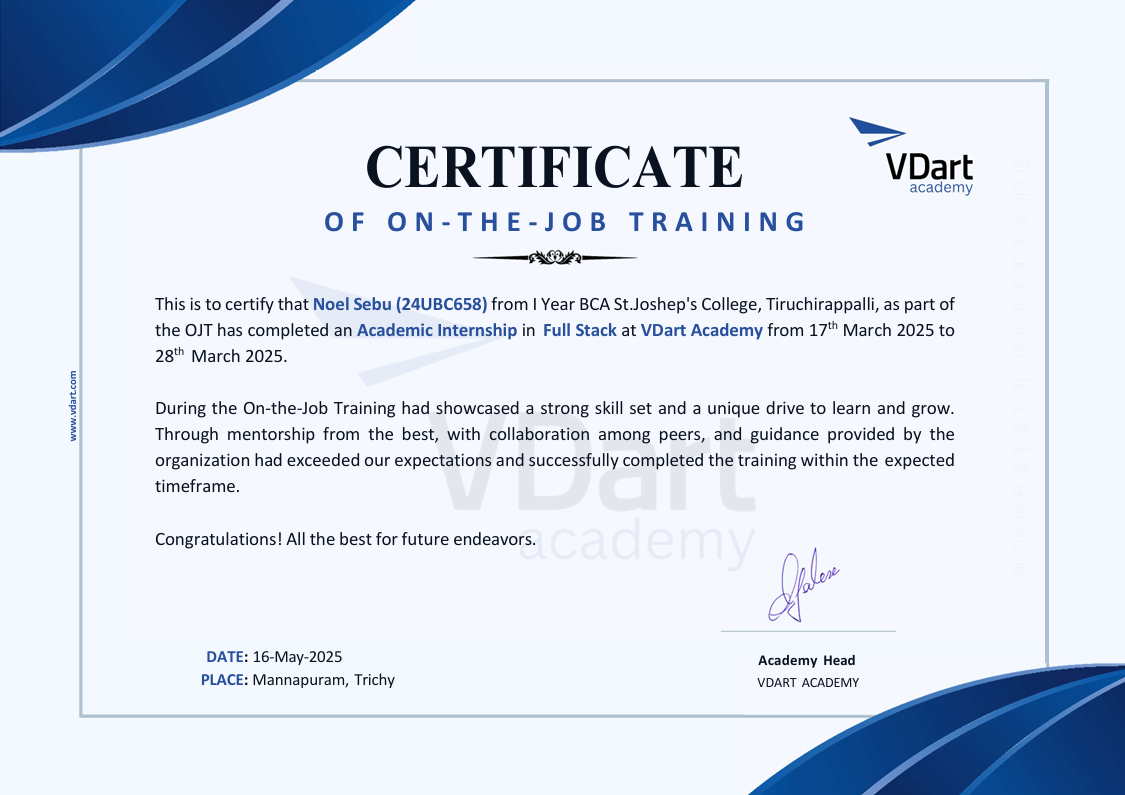 VDart
academy
CERTIFICATE
OF ON-THE-JOB TRAINING
This is to certify that Noel Sebu (24UBC658) from I Year BCA St.Joshep's College, Tiruchirappalli, as part of
the OJT has completed an Academic Internship in Full Stack at VDart Academy from 17th March 2025 to
28th March 2025.
During the On-the-Job Training had showcased a strong skill set and a unique drive to learn and grow.
Through mentorship from the best, with collaboration among peers, and guidance provided by the
organization had exceeded our expectations and successfully completed the training within the expected
timeframe.
Congratulations! All the best for future endeavors.
VDart
academy
www.vdart.com
DATE: 16-May-2025
PLACE: Mannapuram, Trichy
Academy Head
VDART ACADEMY